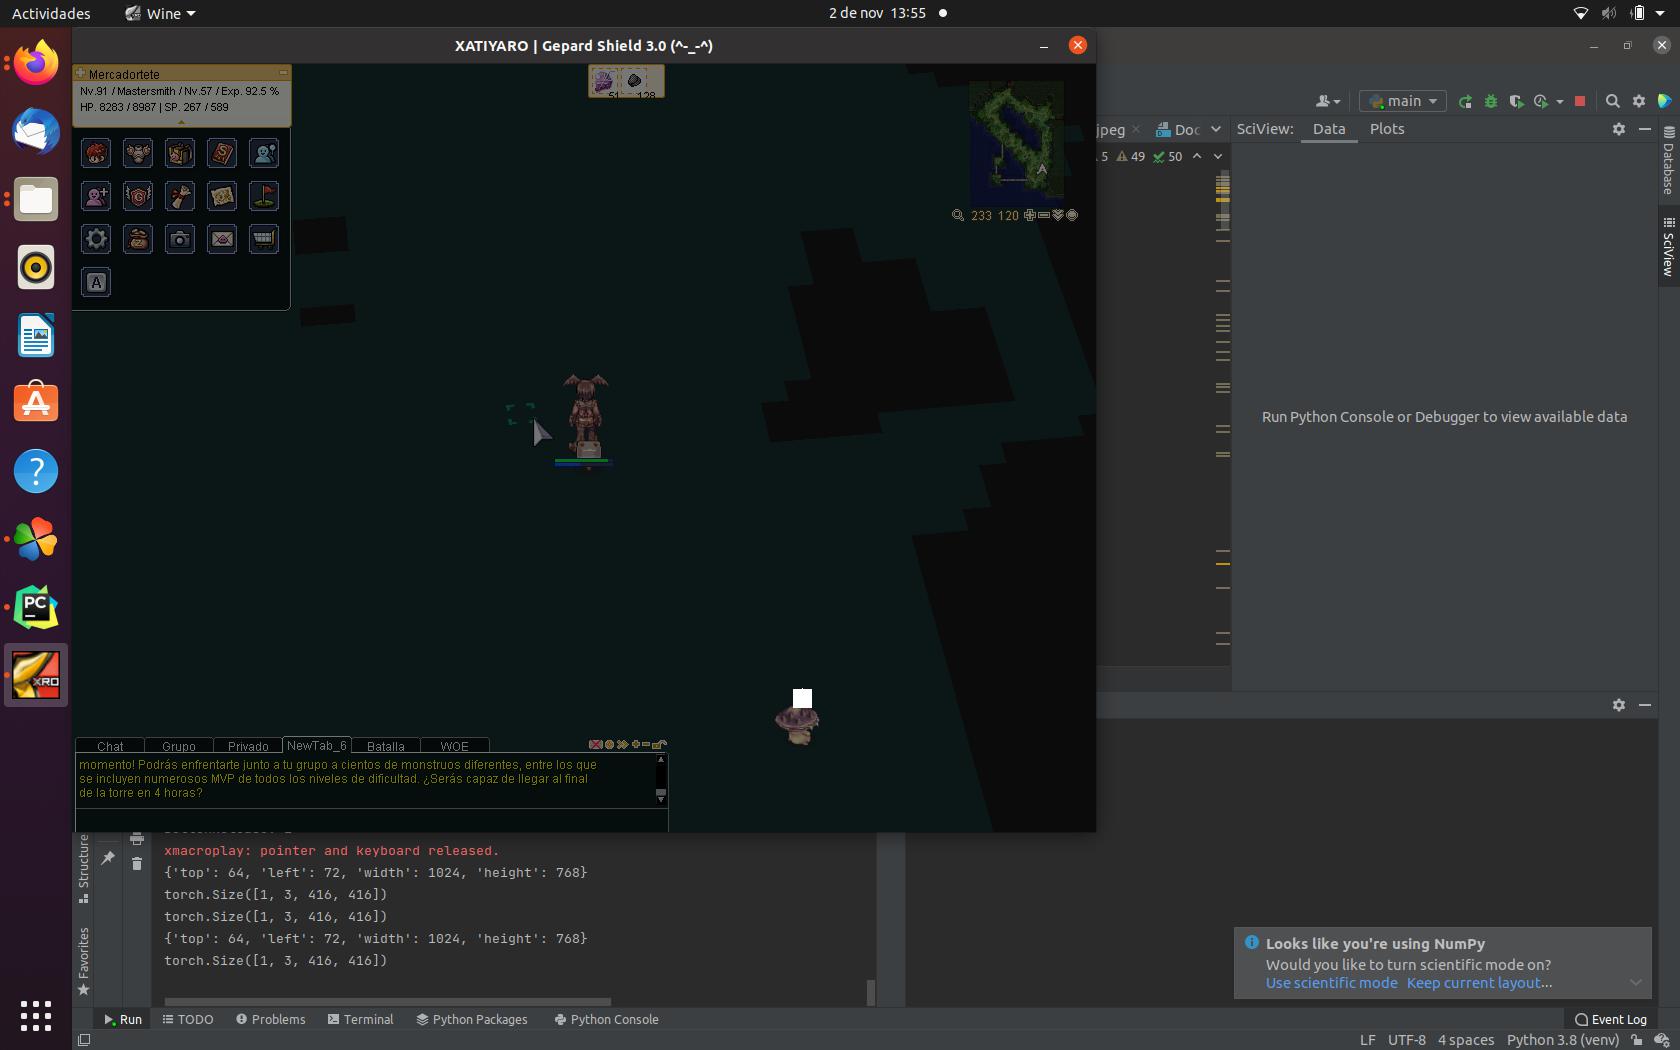 Actividades
Wine
2 de nov 13:55
XATIYARO | Gepard Shield 3.0 (^-_-^)
Mercadortete
Nv.91 / Mastersmith / Nv.57 / Exp. 92.5 %
HP. 8283 / 8987 | SP. 267 / 589
51
128
233 120
A
main
jpeg
Doc
5
49
50
SciView:
Data
Plots
Database
SciView
Run Python Console or Debugger to view available data
PC
XRO
Chat
Grupo
Privado
NewTab_6
Batalla
WOE
momento! Podrás enfrentarte junto a tu grupo a cientos de monstruos diferentes, entre los que
se incluyen numerosos MVP de todos los niveles de dificultad. ¿Serás capaz de llegar al final
de la torre en 4 horas?
Structure
Favorites
xmacroplay: pointer and keyboard released.
{'top': 64, 'left': 72, 'width': 1024, 'height': 768}
torch.Size([1, 3, 416, 416])
torch.Size([1, 3, 416, 416])
{'top': 64, 'left': 72, 'width': 1024, 'height': 768}
torch.Size([1, 3, 416, 416])
Looks like you're using NumPy
Would you like to turn scientific mode on?
Use scientific mode Keep current layout...
Run
TODO
Problems
Terminal
Python Packages
Python Console
Event Log
LF UTF-8 4 spaces Python 3.8 (venv)